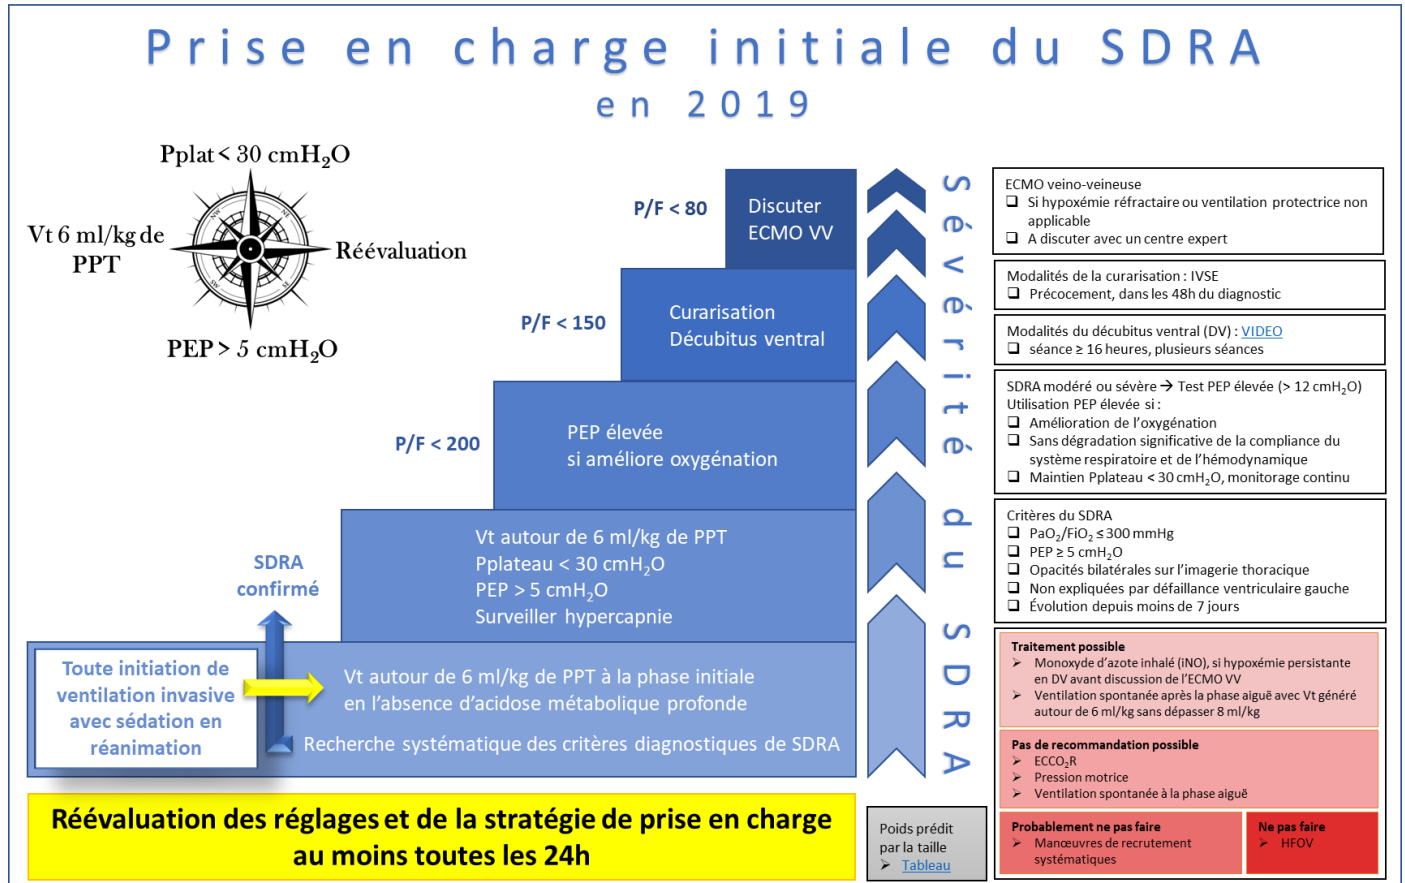 Prise en charge initiale du SDRA
en 2019
Pplat < 30 cmH₂O
Vt 6 ml/kg de
PPT
Réévaluation
PEP > 5 cmH₂O
NW
NE
SW
SE
P/F < 80
Discuter
ECMO VV
P/F < 150
Curarisation
Décubitus ventral
P/F < 200
PEP élevée
si améliore oxygénation
Vt autour de 6 ml/kg de PPT
Pplateau < 30 cmH₂O
PEP > 5 cmH₂O
Surveiller hypercapnie
SDRA
confirmé
Toute initiation de
ventilation invasive
avec sédation en
réanimation
Vt autour de 6 ml/kg de PPT à la phase initiale
en l’absence d’acidose métabolique profonde
Recherche systématique des critères diagnostiques de SDRA
Réévaluation des réglages et de la stratégie de prise en charge
au moins toutes les 24h
Sévérité du SDRA
Poids prédit
par la taille
➢ Tableau
ECMO veino-veineuse
❑ Si hypoxémie réfractaire ou ventilation protectrice non
applicable
❑ A discuter avec un centre expert
Modalités de la curarisation : IVSE
❑ Précocement, dans les 48h du diagnostic
Modalités du décubitus ventral (DV) : VIDEO
❑ séance ≥ 16 heures, plusieurs séances
SDRA modéré ou sévère → Test PEP élevée (> 12 cmH₂O)
Utilisation PEP élevée si :
❑ Amélioration de l’oxygénation
❑ Sans dégradation significative de la compliance du
système respiratoire et de l’hémodynamique
❑ Maintien Pplateau < 30 cmH₂O, monitorage continu
Critères du SDRA
❑ PaO₂/FiO₂ ≤ 300 mmHg
❑ PEP ≥ 5 cmH₂O
❑ Opacités bilatérales sur l’imagerie thoracique
❑ Non expliquées par défaillance ventriculaire gauche
❑ Évolution depuis moins de 7 jours
Traitement possible
➢ Monoxyde d’azote inhalé (iNO), si hypoxémie persistante
en DV avant discussion de l’ECMO VV
➢ Ventilation spontanée après la phase aiguë avec Vt généré
autour de 6 ml/kg sans dépasser 8 ml/kg
Pas de recommandation possible
➢ ECCO₂R
➢ Pression motrice
➢ Ventilation spontanée à la phase aiguë
Probablement ne pas faire
➢ Manœuvres de recrutement
systématiques
Ne pas faire
➢ HFOV